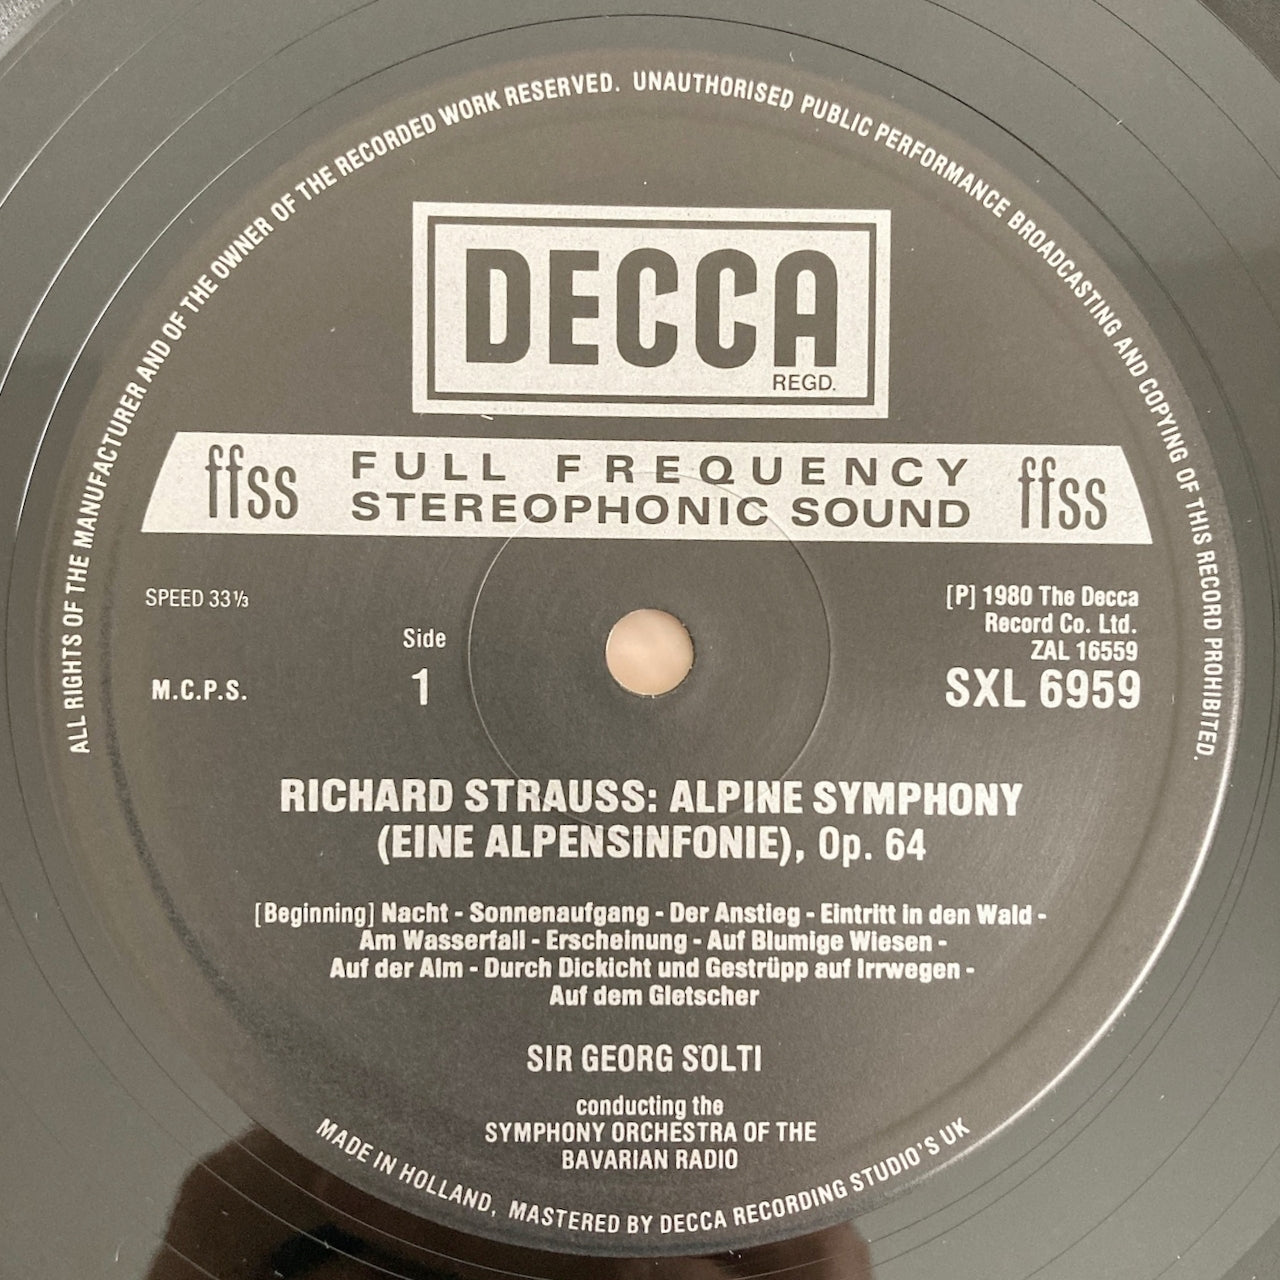 ALL RIGHTS OF THE MANUFACTURER AND OF THE OWNER OF THE RECORDED WORK RESERVED. UNAUTHORISED PUBLIC PERFORMANCE BROADCASTING AND COPYING OF THIS RECORD PROHIBITED.
DECCA
REGD.
ffss FULL FREQUENCY ffss
STEREOPHONIC SOUND
SPEED 33⅓
Side
1
M.C.P.S.
[P] 1980 The Decca
Record Co. Ltd.
ZAL 16559
SXL 6959
RICHARD STRAUSS: ALPINE SYMPHONY
(EINE ALPENSINFONIE), Op. 64
[Beginning] Nacht - Sonnenaufgang - Der Anstieg - Eintritt in den Wald -
Am Wasserfall - Erscheinung - Auf Blumige Wiesen -
Auf der Alm - Durch Dickicht und Gestrüpp auf Irrwegen -
Auf dem Gletscher
SIR GEORG SOLTI
conducting the
SYMPHONY ORCHESTRA OF THE
BAVARIAN RADIO
MADE IN HOLLAND, MASTERED BY DECCA RECORDING STUDIO'S UK